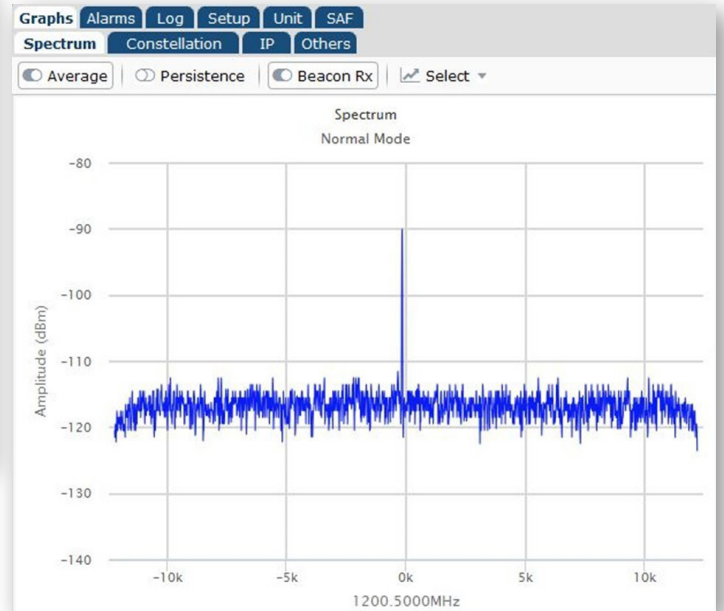 Graphs Alarms Log Setup Unit SAF
Spectrum Constellation IP Others
Average Persistence Beacon Rx Select
Spectrum
Normal Mode
-80
-90
-100
-110
-120
-130
-140
Amplitude (dBm)
-10k -5k 0k 5k 10k
1200.5000MHz